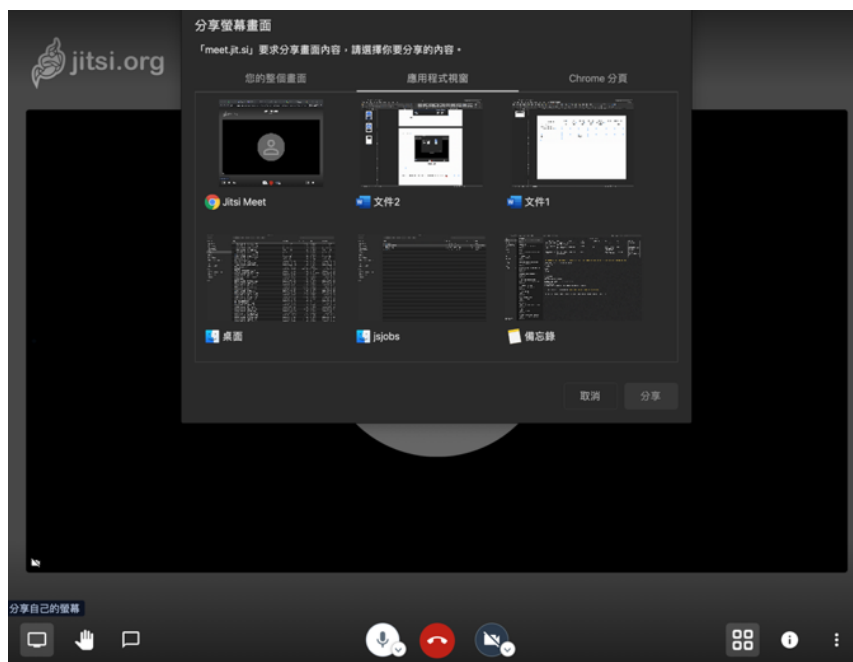 jitsi.org
分享螢幕畫面
「meet.jit.si」要求分享畫面內容，請選擇你要分享的內容。
您的整個畫面
應用程式視窗
Chrome 分頁
Jitsi Meet
文件2
文件1
桌面
jsjobs
備忘錄
取消
分享
分享自己的螢幕